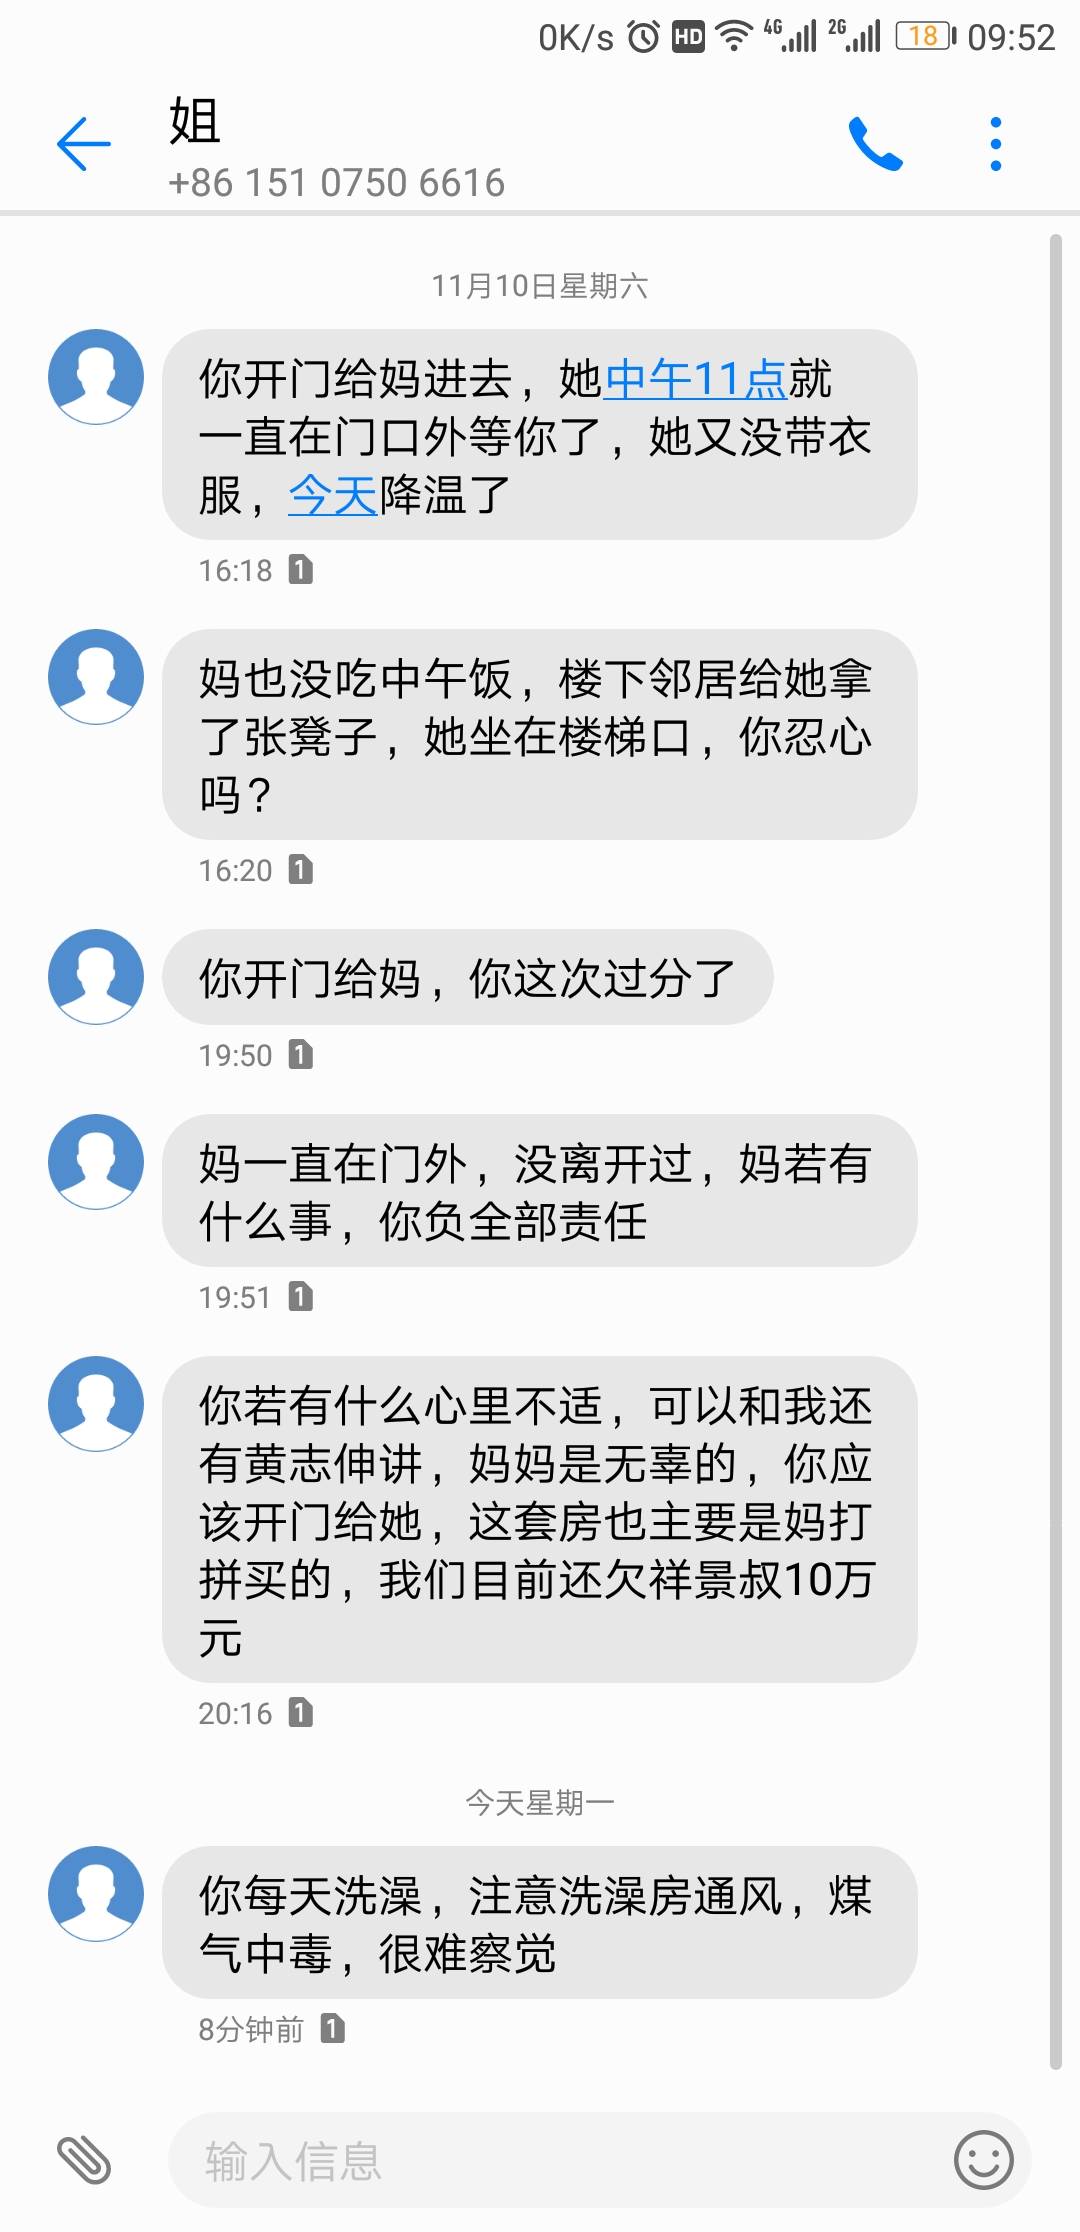 0K/s HD 4G 2G 18 09:52
姐
+86 151 0750 6616
11月10日星期六
你开门给妈进去，她中午11点就
一直在门口外等你了，她又没带衣
服，今天降温了
16:18 1
妈也没吃中午饭，楼下邻居给她拿
了张凳子，她坐在楼梯口，你忍心
吗？
16:20 1
你开门给妈，你这次过分了
19:50 1
妈一直在门外，没离开过，妈若有
什么事，你负全部责任
19:51 1
你若有什么心里不适，可以和我还
有黄志伸讲，妈妈是无辜的，你应
该开门给她，这套房也主要是妈打
拼买的，我们目前还欠祥景叔10万
元
20:16 1
今天星期一
你每天洗澡，注意洗澡房通风，煤
气中毒，很难察觉
8分钟前 1
输入信息